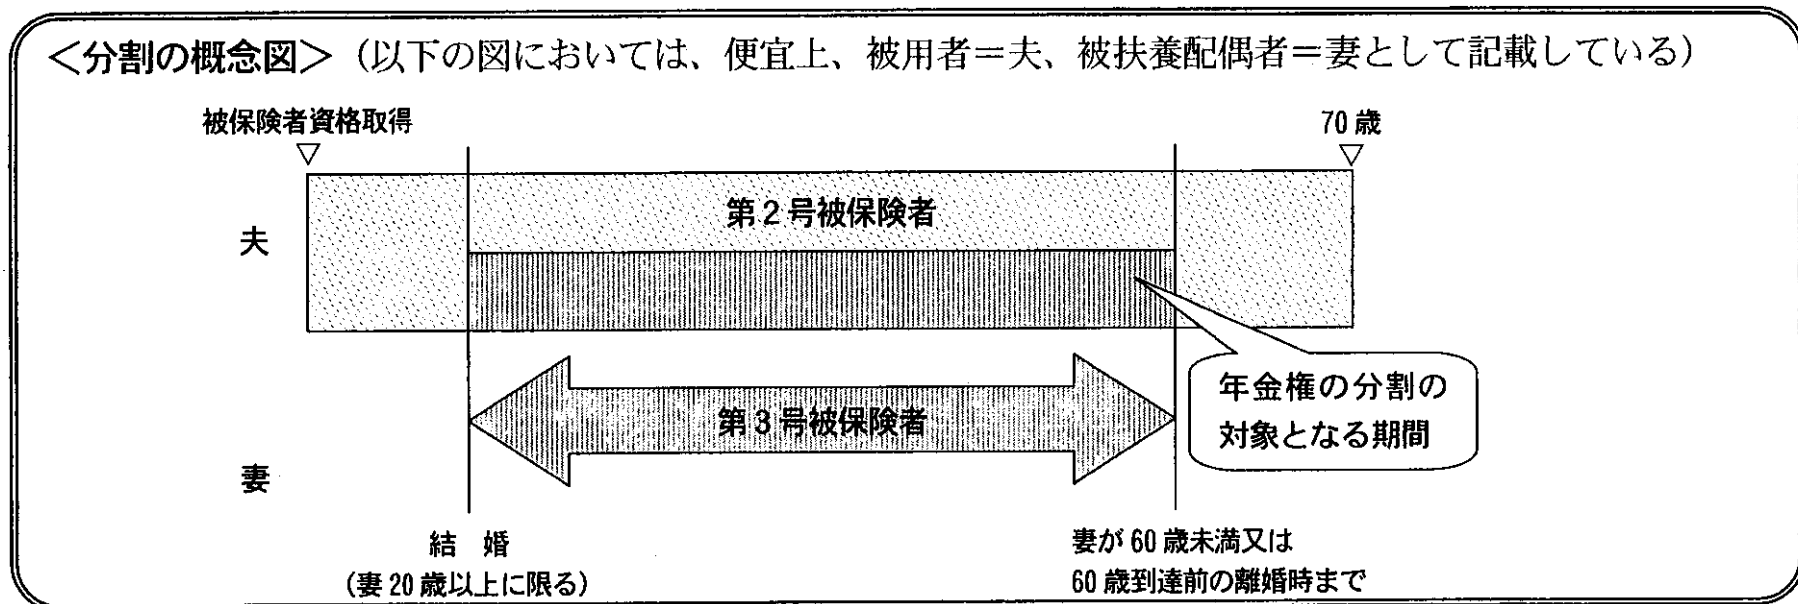 ＜分割の概念図＞（以下の図においては、便宜上、被用者＝夫、被扶養配偶者＝妻として記載している）
被保険者資格取得
70歳
第２号被保険者
夫
年金権の分割の
対象となる期間
第３号被保険者
妻
結　婚
（妻20歳以上に限る）
妻が60歳未満又は
60歳到達前の離婚時まで